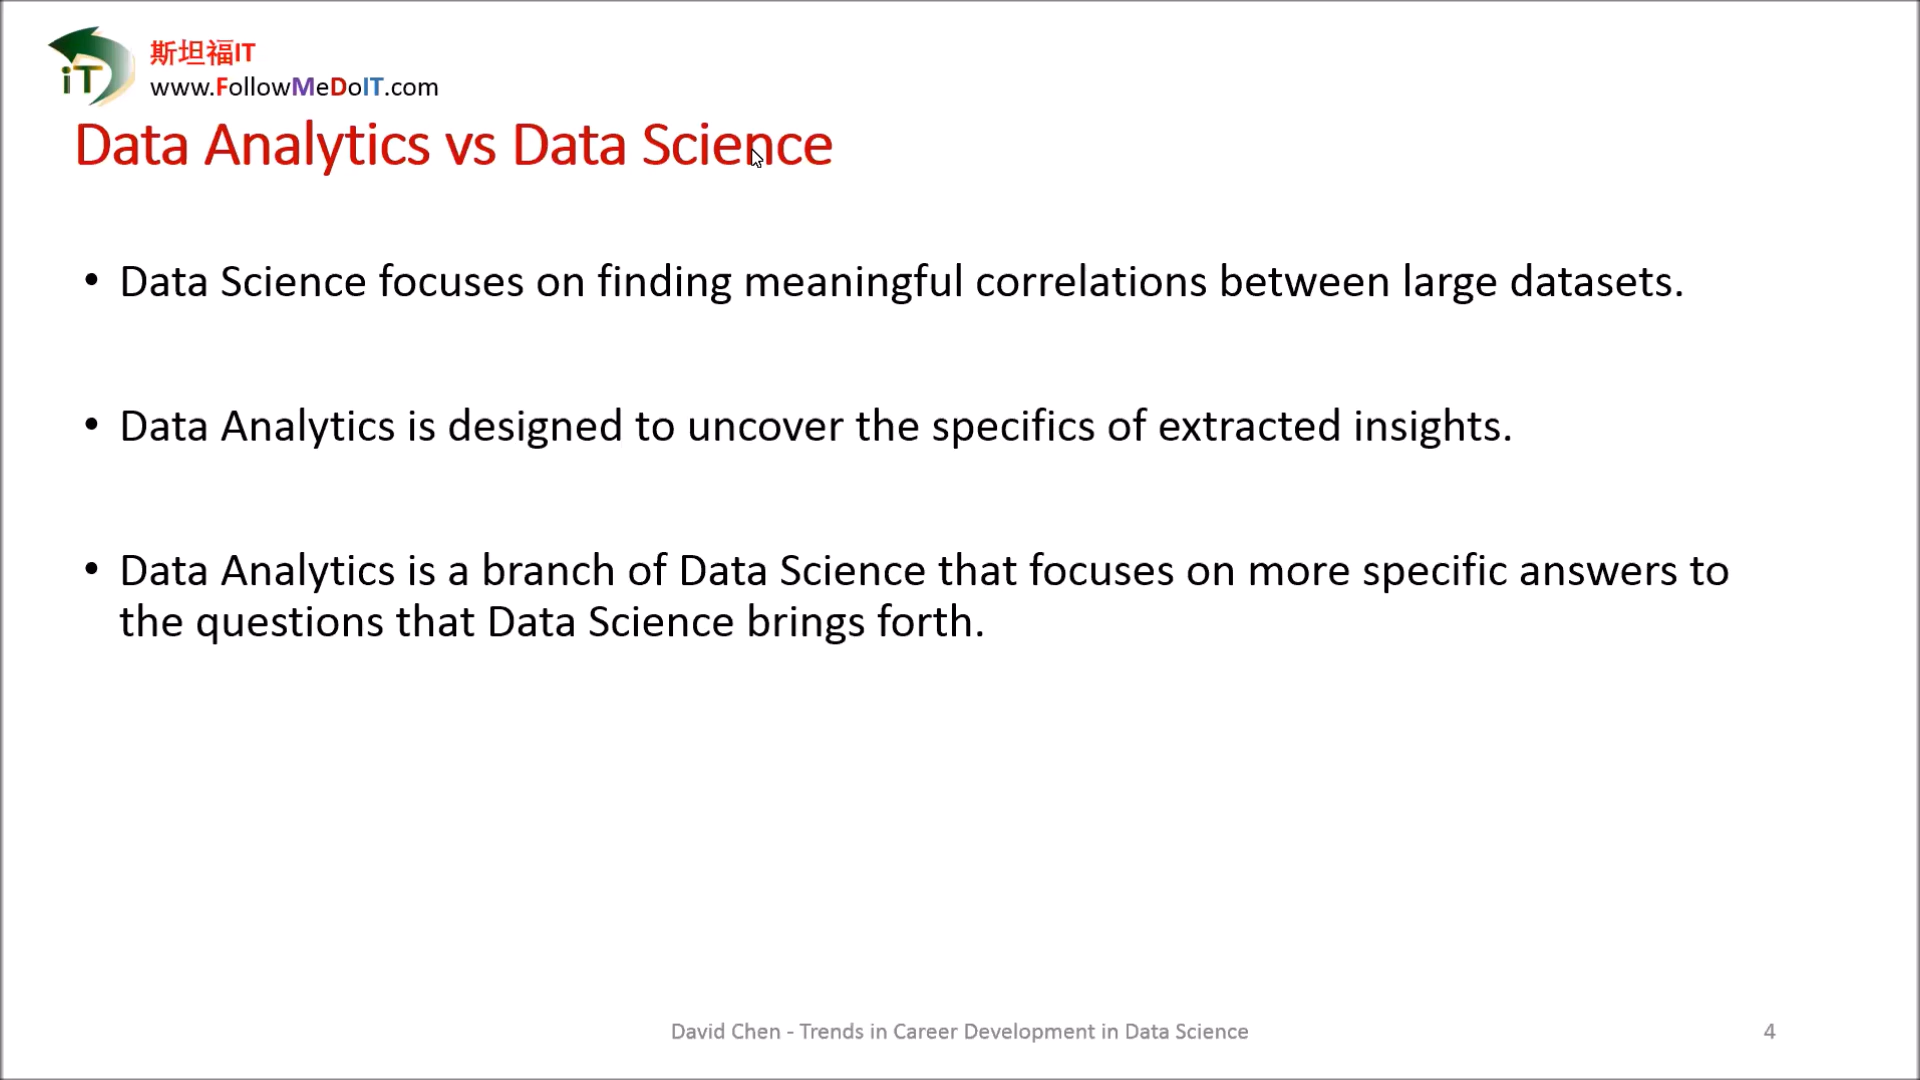 iT
斯坦福IT
www.FollowMeDoIT.com
Data Analytics vs Data Science
• Data Science focuses on finding meaningful correlations between large datasets.
• Data Analytics is designed to uncover the specifics of extracted insights.
• Data Analytics is a branch of Data Science that focuses on more specific answers to
the questions that Data Science brings forth.
David Chen - Trends in Career Development in Data Science
4